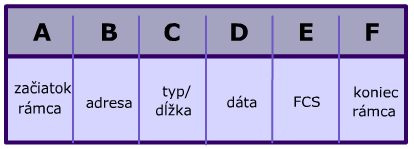 A B C D E F
začiatok rámca adresa typ/ dĺžka dáta FCS koniec rámca